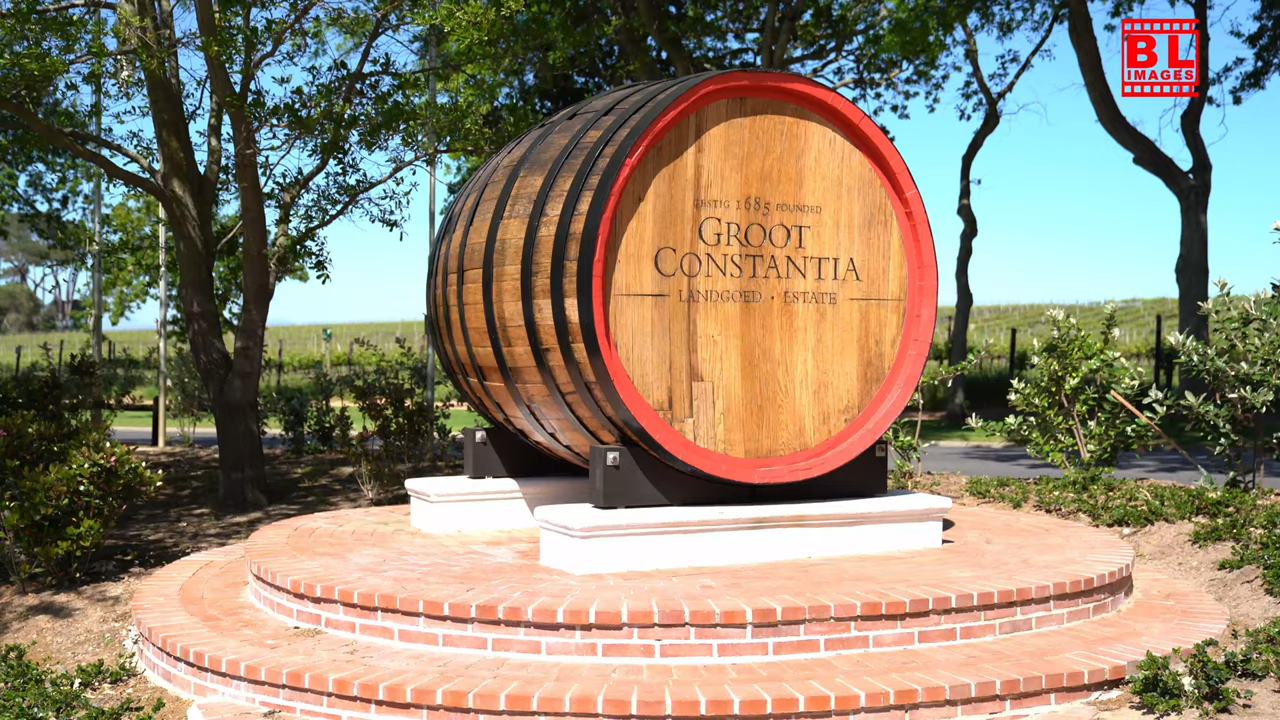 GESTIG 1685 FOUNDED
GROOT
CONSTANTIA
LANDGOED • ESTATE
BL
IMAGES